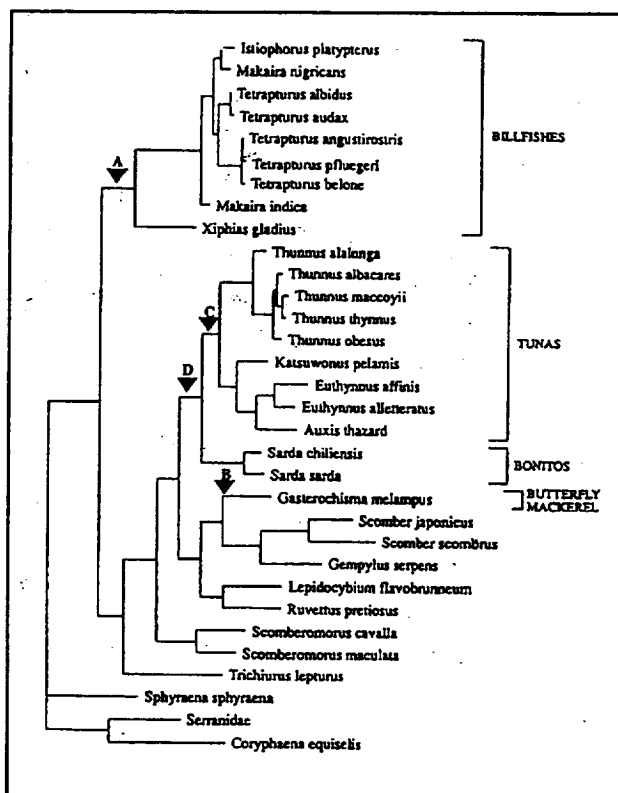 Istiophorus platypterus
Makaira nigricans
Tetrapturus albidus
Tetrapturus audax
Tetrapturus angustirostris
Tetrapturus pfluegeri
Tetrapturus belone
Makaira indica
Xiphias gladius
BILLFISHES
A
Thunnus alalonga
Thunnus albacares
Thunnus maccoyii
Thunnus thynnus
Thunnus obesus
Katsuwonus pelamis
Euthynnus affinis
Euthynnus alletteratus
Auxis thazard
TUNAS
C
D
Sarda chiliensis
Sarda sarda
BONITOS
B
Gasterochisma melampus
BUTTERFLY
MACKEREL
Scomber japonicus
Scomber scombrus
Gempylus serpens
Lepidocybium flavobrunneum
Ruvettus pretiosus
Scomberomorus cavalla
Scomberomorus maculata
Trichiurus lepturus
Sphyraena sphyraena
Serranidae
Coryphaena equiselis